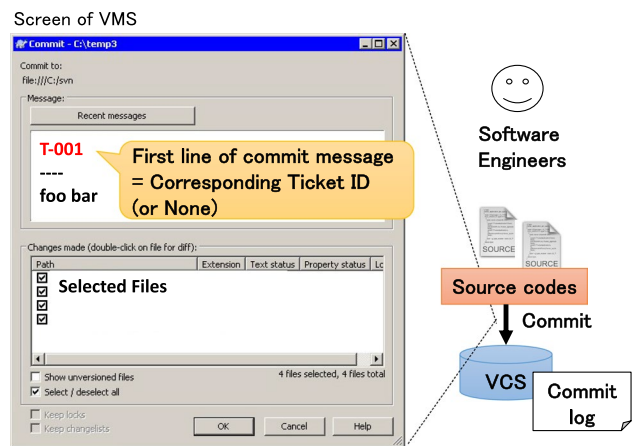 Screen of VMS
Commit - C:\temp3
Commit to:
file:///C:/svn
Message:
Recent messages
T-001
----
foo bar
First line of commit message
= Corresponding Ticket ID
(or None)
Changes made (double-click on file for diff):
Path Extension Text status Property status Lc
Selected Files
Show unversioned files
4 files selected, 4 files total
Select / deselect all
Keep locks
Keep changelists
OK Cancel Help
Software
Engineers
SOURCE
SOURCE
Source codes
Commit
VCS
Commit
log